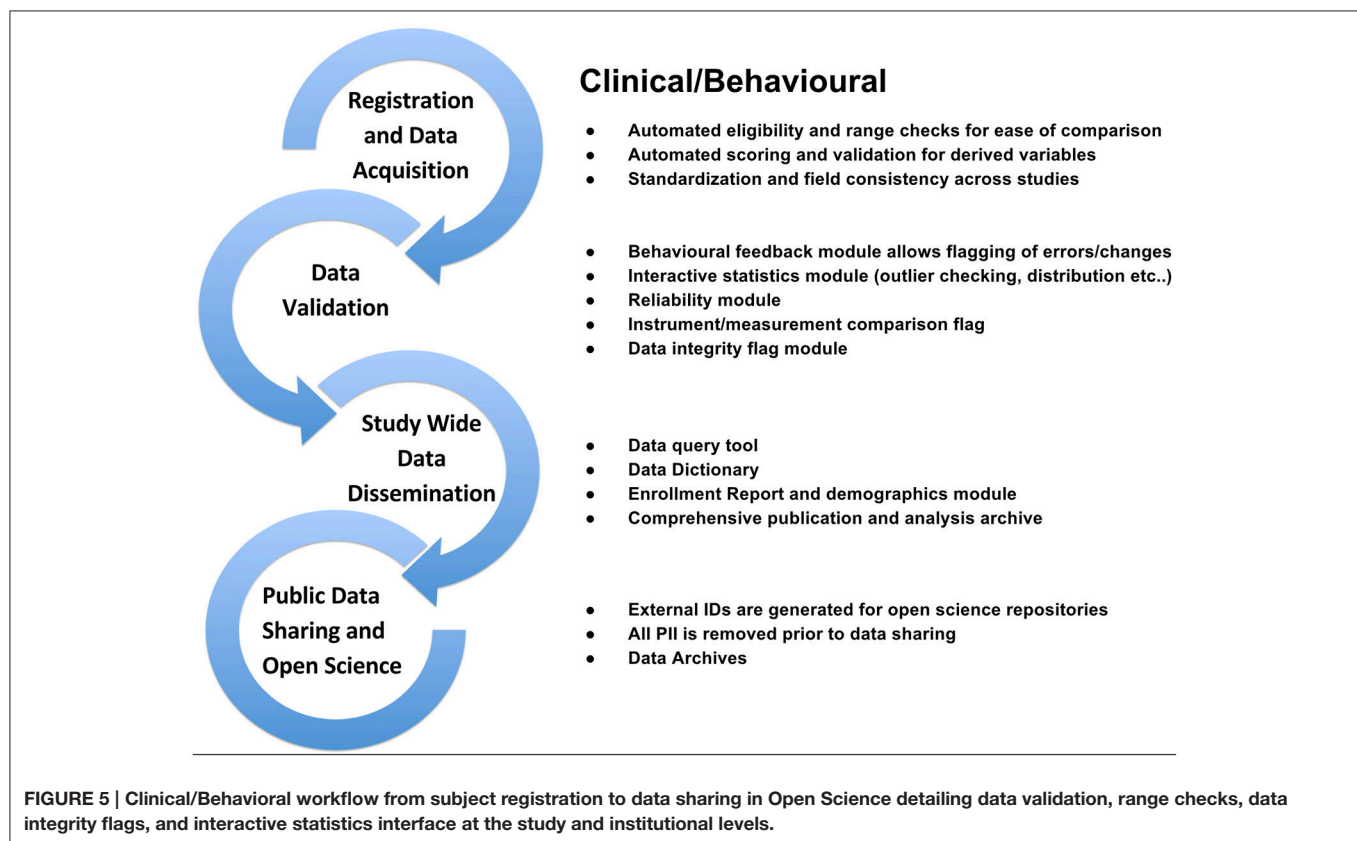 Clinical/Behavioural
Registration
and Data
Acquisition
● Automated eligibility and range checks for ease of comparison
● Automated scoring and validation for derived variables
● Standardization and field consistency across studies
Data
Validation
● Behavioural feedback module allows flagging of errors/changes
● Interactive statistics module (outlier checking, distribution etc..)
● Reliability module
● Instrument/measurement comparison flag
● Data integrity flag module
Study Wide
Data
Dissemination
● Data query tool
● Data Dictionary
● Enrollment Report and demographics module
● Comprehensive publication and analysis archive
Public Data
Sharing and
Open Science
● External IDs are generated for open science repositories
● All PII is removed prior to data sharing
● Data Archives
FIGURE 5 | Clinical/Behavioral workflow from subject registration to data sharing in Open Science detailing data validation, range checks, data
integrity flags, and interactive statistics interface at the study and institutional levels.